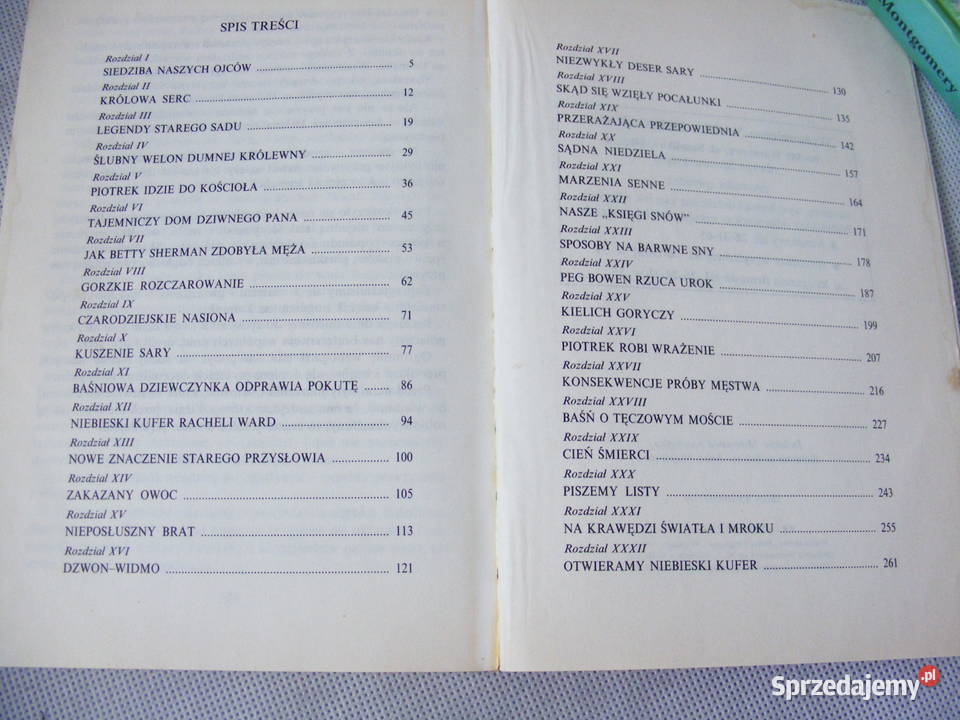 SPIS TREŚCI
Rozdział I
SIEDZIBA NASZYCH OJCÓW ........ 5
Rozdział II
KRÓLOWA SERC ........ 12
Rozdział III
LEGENDY STAREGO SADU ........ 19
Rozdział IV
ŚLUBNY WELON DUMNEJ KRÓLEWNY ........ 29
Rozdział V
PIOTREK IDZIE DO KOŚCIOŁA ........ 36
Rozdział VI
TAJEMNICZY DOM DZIWNEGO PANA ........ 45
Rozdział VII
JAK BETTY SHERMAN ZDOBYŁA MĘŻA ........ 53
Rozdział VIII
GORZKIE ROZCZAROWANIE ........ 62
Rozdział IX
CZARODZIEJSKIE NASIONA ........ 71
Rozdział X
KUSZENIE SARY ........ 77
Rozdział XI
BAŚNIOWA DZIEWCZYNKA ODPRAWIA POKUTĘ ........ 86
Rozdział XII
NIEBIESKI KUFER RACHELI WARD ........ 94
Rozdział XIII
NOWE ZNACZENIE STAREGO PRZYSŁOWIA ........ 100
Rozdział XIV
ZAKAZANY OWOC ........ 105
Rozdział XV
NIEPOSŁUSZNY BRAT ........ 113
Rozdział XVI
DZWON–WIDMO ........ 121
Rozdział XVII
NIEZWYKŁY DESER SARY ........ 130
Rozdział XVIII
SKĄD SIĘ WZIĘŁY POCAŁUNKI ........ 135
Rozdział XIX
PRZERAŻAJĄCA PRZEPOWIEDNIA ........ 142
Rozdział XX
SĄDNA NIEDZIELA ........ 157
Rozdział XXI
MARZENIA SENNE ........ 164
Rozdział XXII
NASZE „KSIĘGI SNÓW” ........ 171
Rozdział XXIII
SPOSOBY NA BARWNE SNY ........ 178
Rozdział XXIV
PEG BOWEN RZUCA UROK ........ 187
Rozdział XXV
KIELICH GORYCZY ........ 199
Rozdział XXVI
PIOTREK ROBI WRAŻENIE ........ 207
Rozdział XXVII
KONSEKWENCJE PRÓBY MĘSTWA ........ 216
Rozdział XXVIII
BAŚŃ O TĘCZOWYM MOŚCIE ........ 227
Rozdział XXIX
CIEŃ ŚMIERCI ........ 234
Rozdział XXX
PISZEMY LISTY ........ 243
Rozdział XXXI
NA KRAWĘDZI ŚWIATŁA I MROKU ........ 255
Rozdział XXXII
OTWIERAMY NIEBIESKI KUFER ........ 261
Montgomery
Sprzedajemy.pl